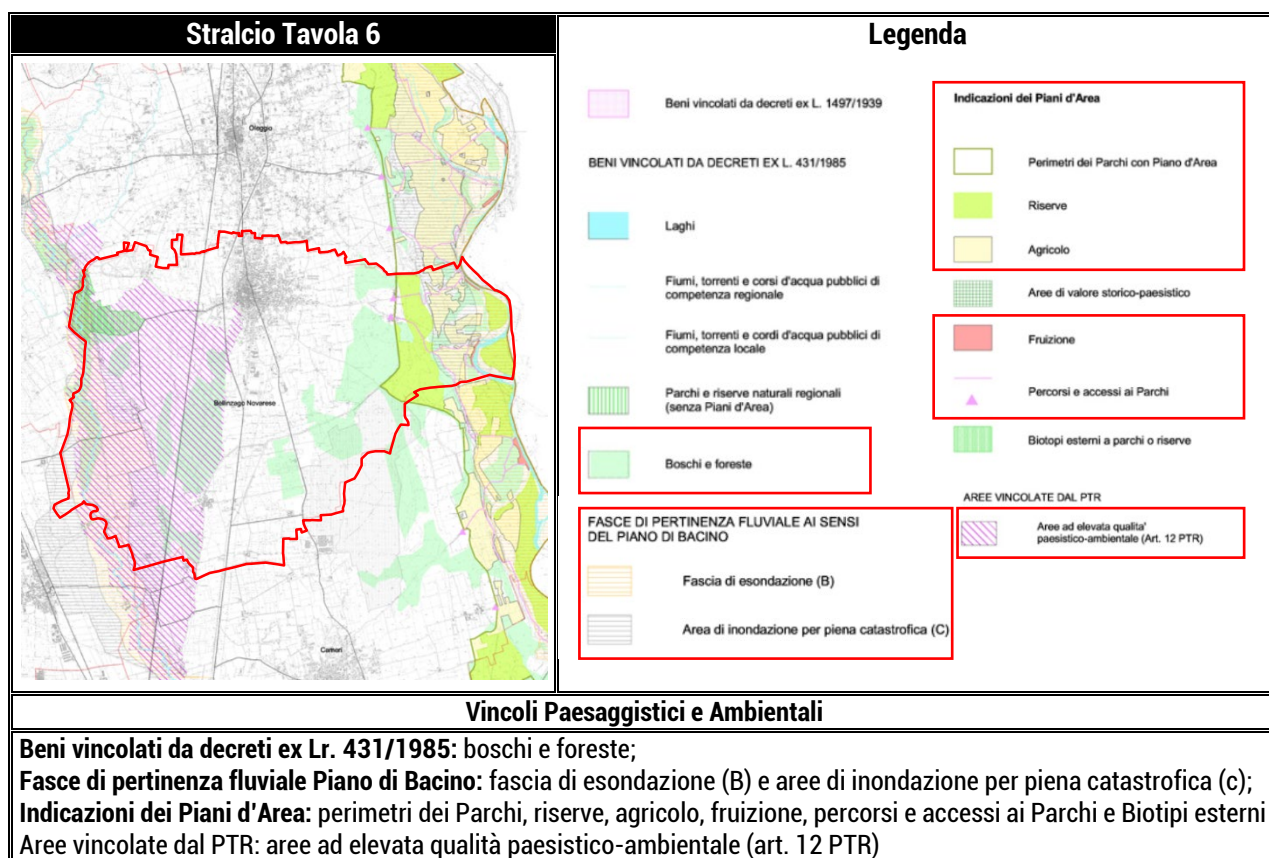 Stralcio Tavola 6
Oleggio
Bellinzago Novarese
Cameri
Legenda
Beni vincolati da decreti ex L. 1497/1939
BENI VINCOLATI DA DECRETI EX L. 431/1985
Laghi
Fiumi, torrenti e corsi d'acqua pubblici di
competenza regionale
Fiumi, torrenti e cordi d'acqua pubblici di
competenza locale
Parchi e riserve naturali regionali
(senza Piani d'Area)
Boschi e foreste
FASCE DI PERTINENZA FLUVIALE AI SENSI
DEL PIANO DI BACINO
Fascia di esondazione (B)
Area di inondazione per piena catastrofica (C)
Indicazioni dei Piani d'Area
Perimetri dei Parchi con Piano d'Area
Riserve
Agricolo
Aree di valore storico-paesistico
Fruizione
Percorsi e accessi ai Parchi
Biotopi esterni a parchi o riserve
AREE VINCOLATE DAL PTR
Aree ad elevata qualita'
paesistico-ambientale (Art. 12 PTR)
Vincoli Paesaggistici e Ambientali
Beni vincolati da decreti ex Lr. 431/1985: boschi e foreste;
Fasce di pertinenza fluviale Piano di Bacino: fascia di esondazione (B) e aree di inondazione per piena catastrofica (c);
Indicazioni dei Piani d'Area: perimetri dei Parchi, riserve, agricolo, fruizione, percorsi e accessi ai Parchi e Biotipi esterni
Aree vincolate dal PTR: aree ad elevata qualità paesistico-ambientale (art. 12 PTR)